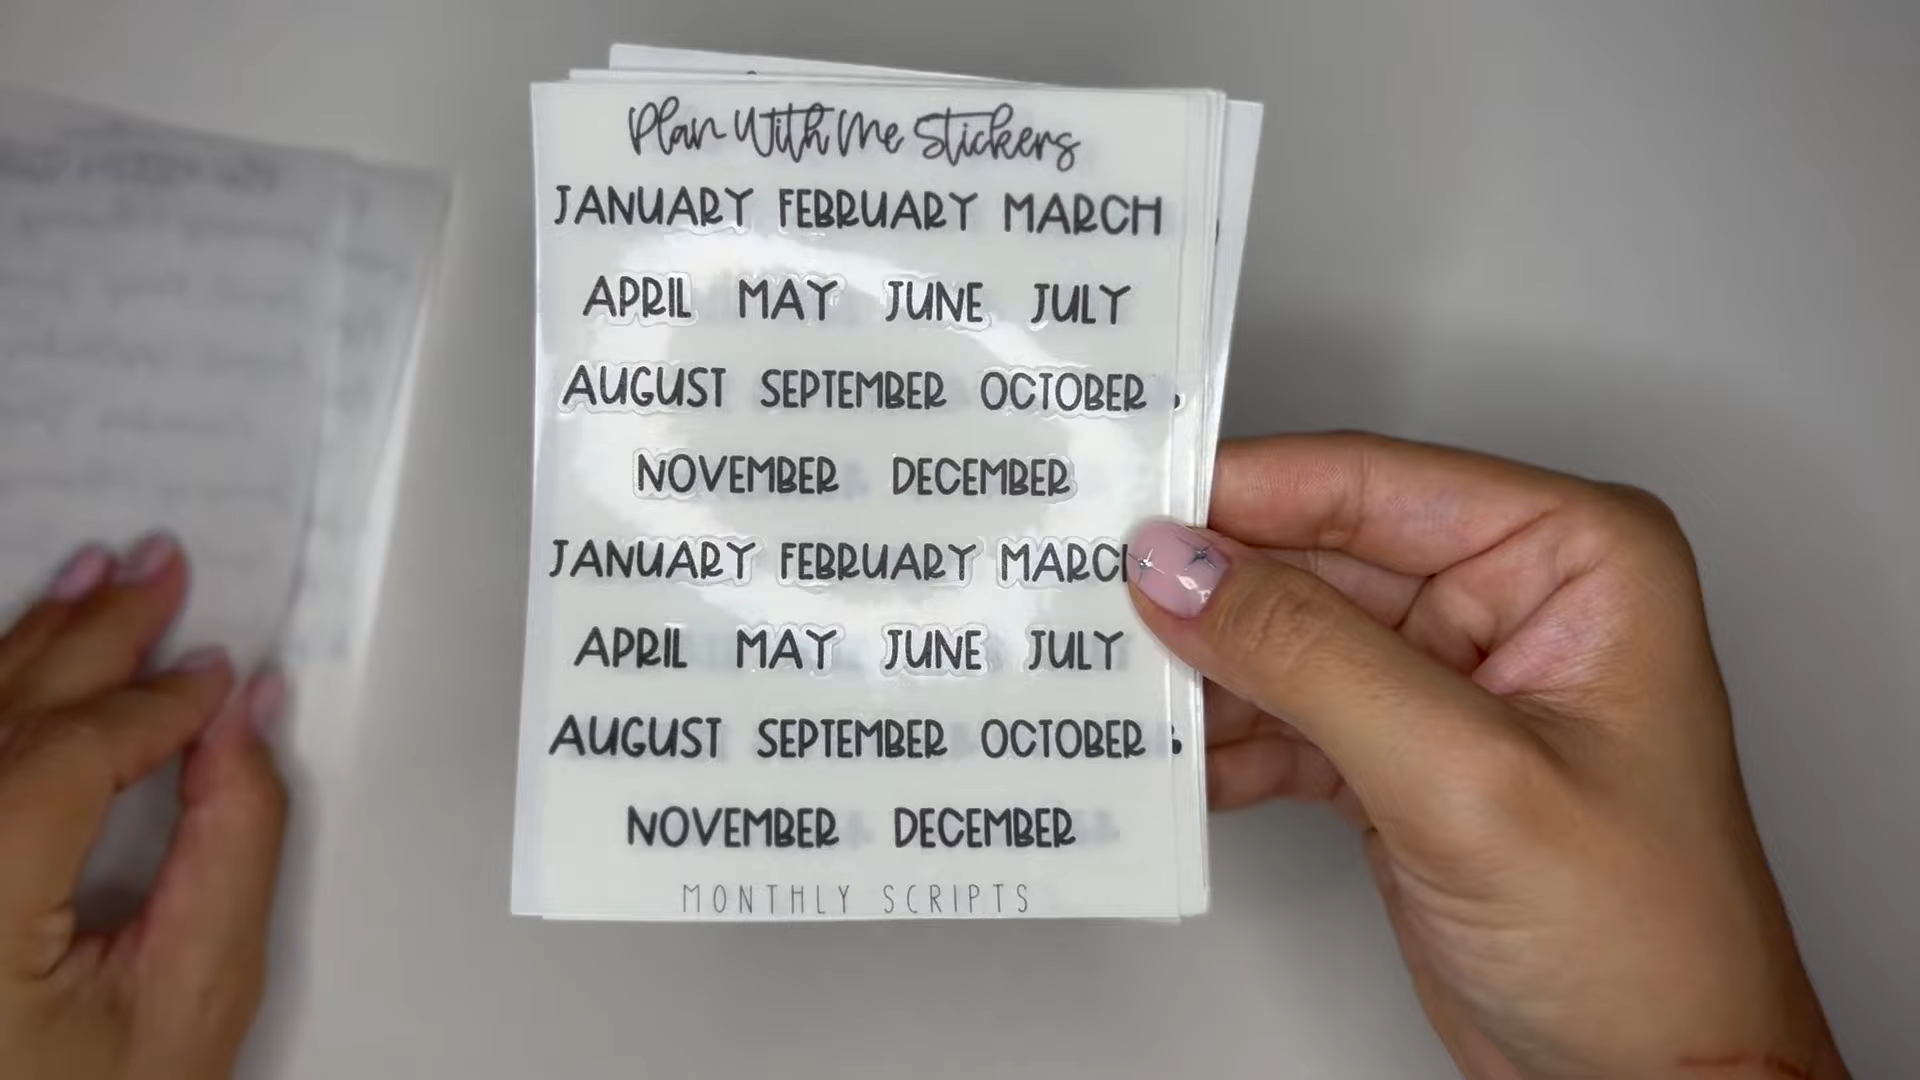 Plan With Me Stickers
JANUARY FEBRUARY MARCH
APRIL MAY JUNE JULY
AUGUST SEPTEMBER OCTOBER
NOVEMBER DECEMBER
JANUARY FEBRUARY MARCH
APRIL MAY JUNE JULY
AUGUST SEPTEMBER OCTOBER
NOVEMBER DECEMBER
MONTHLY SCRIPTS